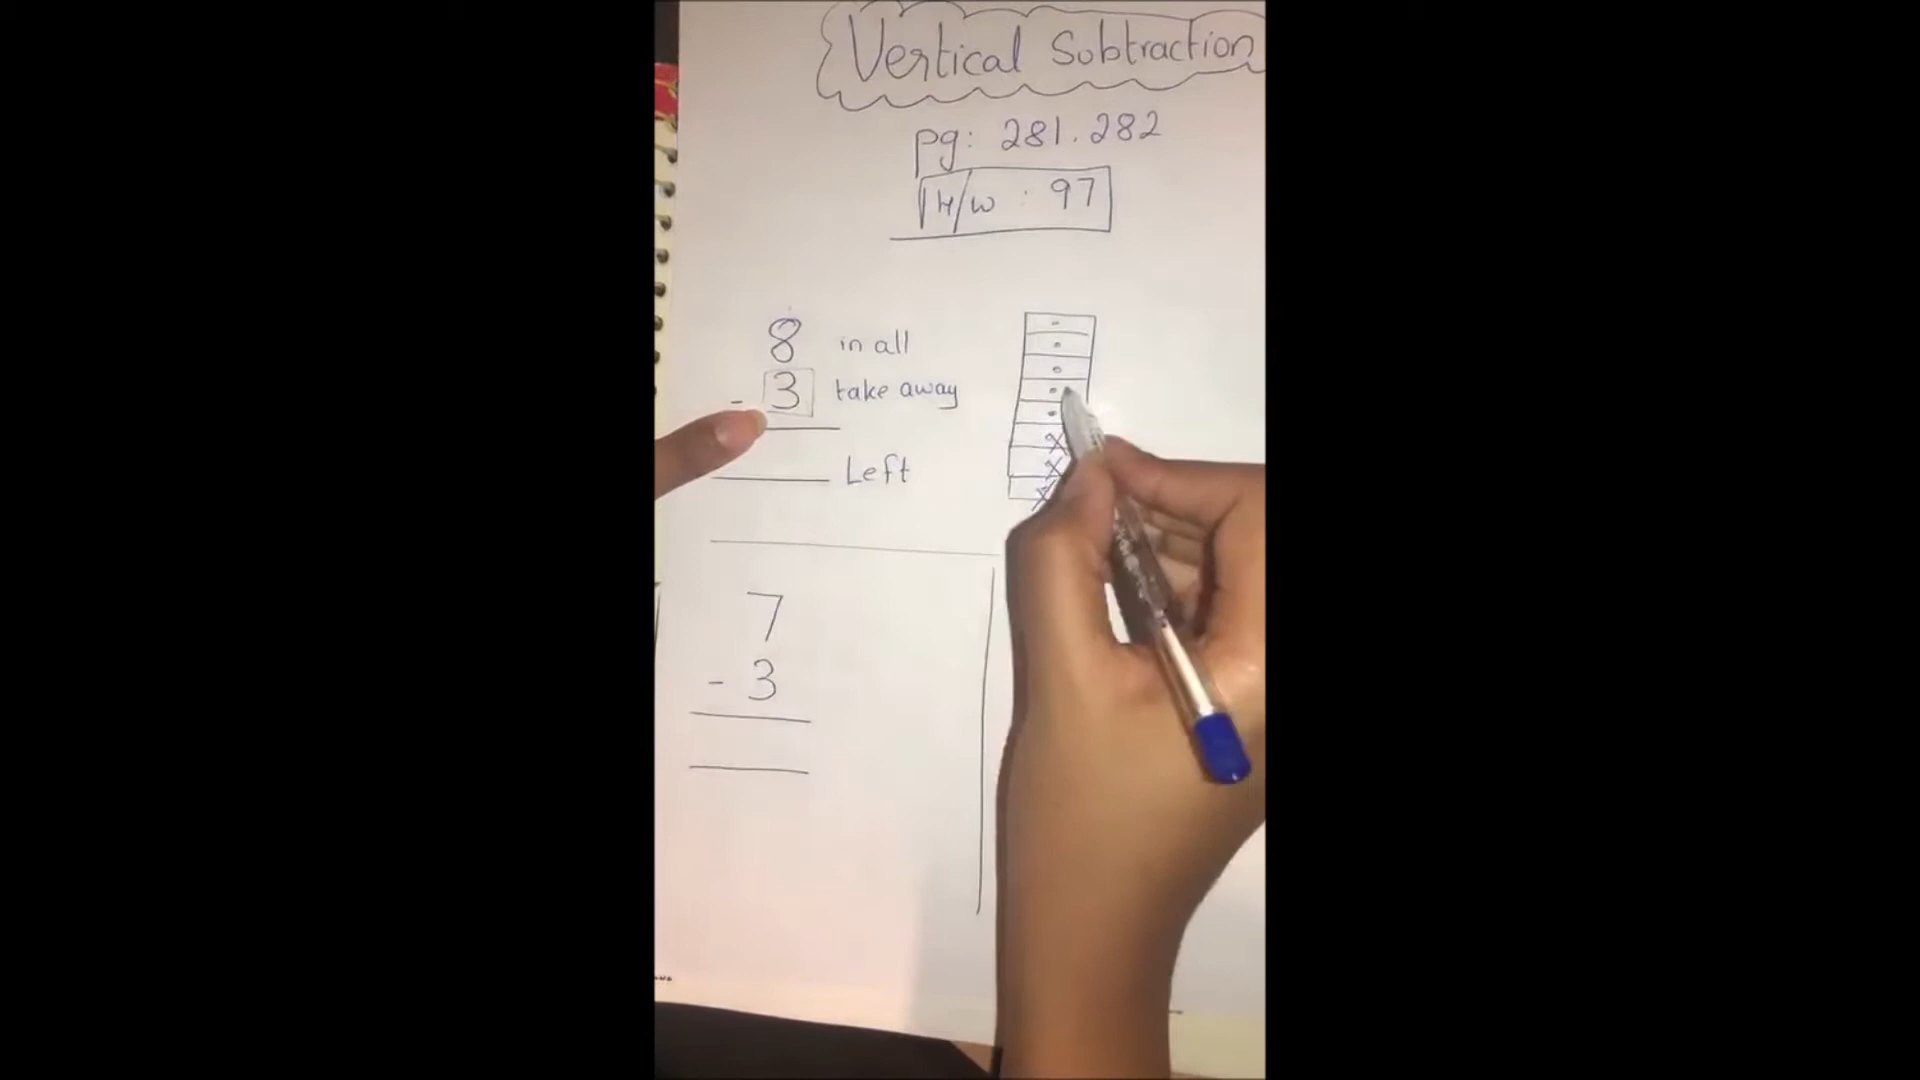 Vertical Subtraction
pg: 281.282
H/W : 97
8 in all
- 3 take away
Left
7
- 3